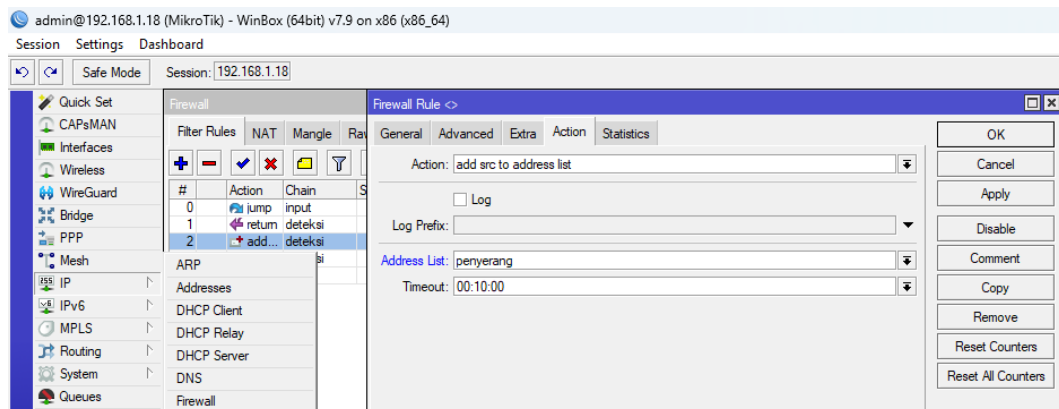 admin@192.168.1.18 (MikroTik) - WinBox (64bit) v7.9 on x86 (x86_64)
Session Settings Dashboard
Safe Mode Session: 192.168.1.18
Quick Set
CAPsMAN
Interfaces
Wireless
WireGuard
Bridge
PPP
Mesh
IP
IPv6
MPLS
Routing
System
Queues
Firewall
Filter Rules NAT Mangle Ra
# Action Chain S
0 jump input
1 return deteksi
2 add... deteksi
si
ARP
Addresses
DHCP Client
DHCP Relay
DHCP Server
DNS
Firewall
Firewall Rule <>
General Advanced Extra Action Statistics
Action: add src to address list
Log
Log Prefix:
Address List: penyerang
Timeout: 00:10:00
OK
Cancel
Apply
Disable
Comment
Copy
Remove
Reset Counters
Reset All Counters